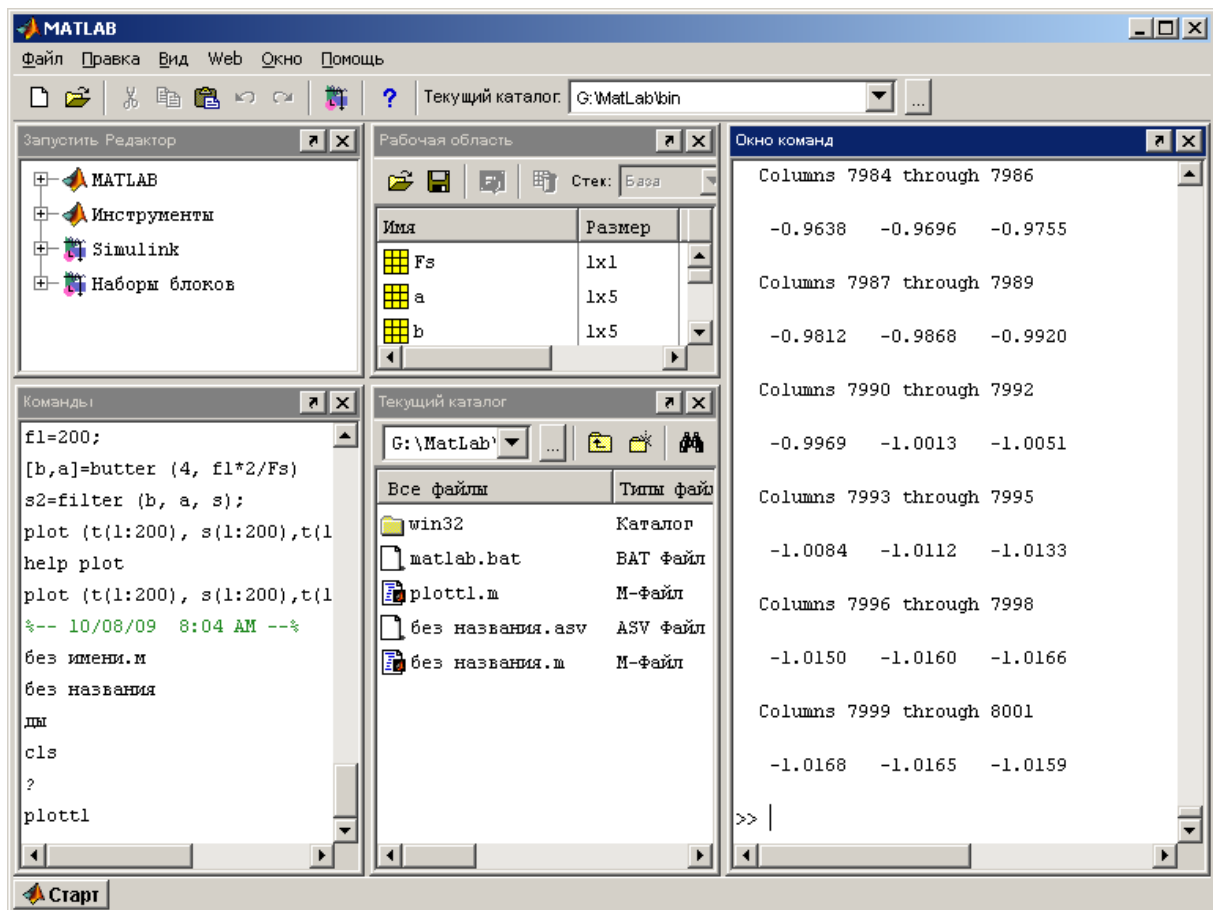 MATLAB
Файл Правка Вид Web Окно Помощь
Текущий каталог: G:\MatLab\bin ...
Запустить Редактор
MATLAB
Инструменты
Simulink
Наборы блоков
Рабочая область
Стек: База
Имя Размер
Fs 1x1
a 1x5
b 1x5
Команды
f1=200;
[b,a]=butter (4, f1*2/Fs)
s2=filter (b, a, s);
plot (t(1:200), s(1:200),t(1
help plot
plot (t(1:200), s(1:200),t(1
%-- 10/08/09 8:04 AM --%
без имени.м
без названия
ды
cls
?
plottl
Текущий каталог
G:\MatLab\ ...
Все файлы Типы файл
win32 Каталог
matlab.bat BAT Файл
plottl.m M-Файл
без названия.asv ASV Файл
без названия.m M-Файл
Окно команд
Columns 7984 through 7986
-0.9638 -0.9696 -0.9755
Columns 7987 through 7989
-0.9812 -0.9868 -0.9920
Columns 7990 through 7992
-0.9969 -1.0013 -1.0051
Columns 7993 through 7995
-1.0084 -1.0112 -1.0133
Columns 7996 through 7998
-1.0150 -1.0160 -1.0166
Columns 7999 through 8001
-1.0168 -1.0165 -1.0159
>>
Старт